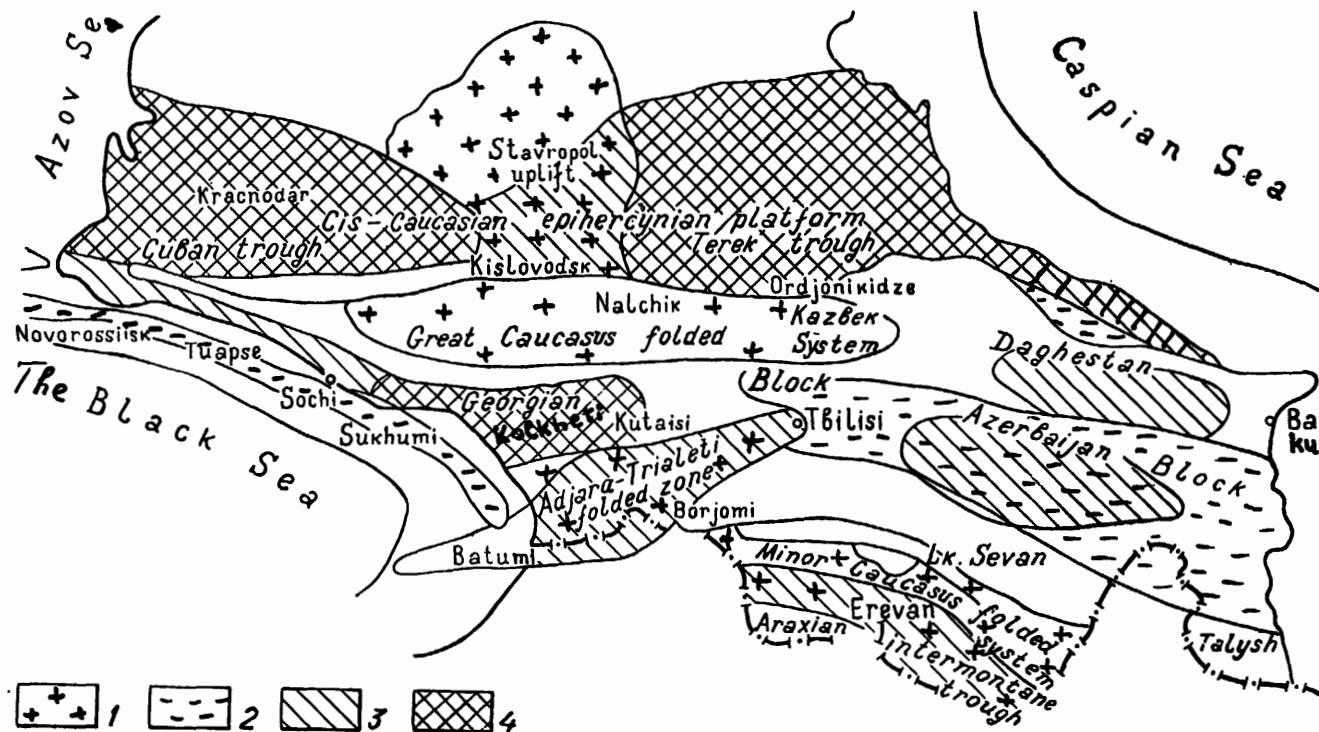 Azov Sea
Caspian Sea
Stavropol
uplift
Kracnodar
Cis-Caucasian epihercynian platform
Cuban trough
Terek trough
Kislovodsk
Ordjonikidze
Nalchik
Kazbek
Great Caucasus folded System
Novorossiisk
Tuapse
Sochi
Sukhumi
The Black Sea
Daghestan
Block
Georgian
Kolkheti
Kutaisi
Tbilisi
Azerbaijan Block
Ba
ku
Adjara-Trialeti
folded zone
Borjomi
Batumi
Minor Caucasus folded system
Lk. Sevan
Erevan
Araxian intermontane trough
Talysh
1 2 3 4